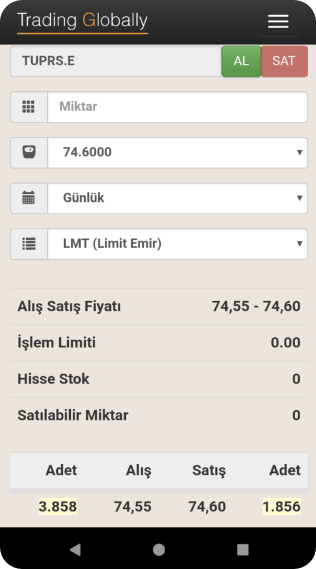 Trading Globally
TUPRS.E AL SAT
Miktar
74.6000
Günlük
LMT (Limit Emir)
Alış Satış Fiyatı 74,55 - 74,60
İşlem Limiti 0.00
Hisse Stok 0
Satılabilir Miktar 0
Adet Alış Satış Adet
3.858 74,55 74,60 1.856